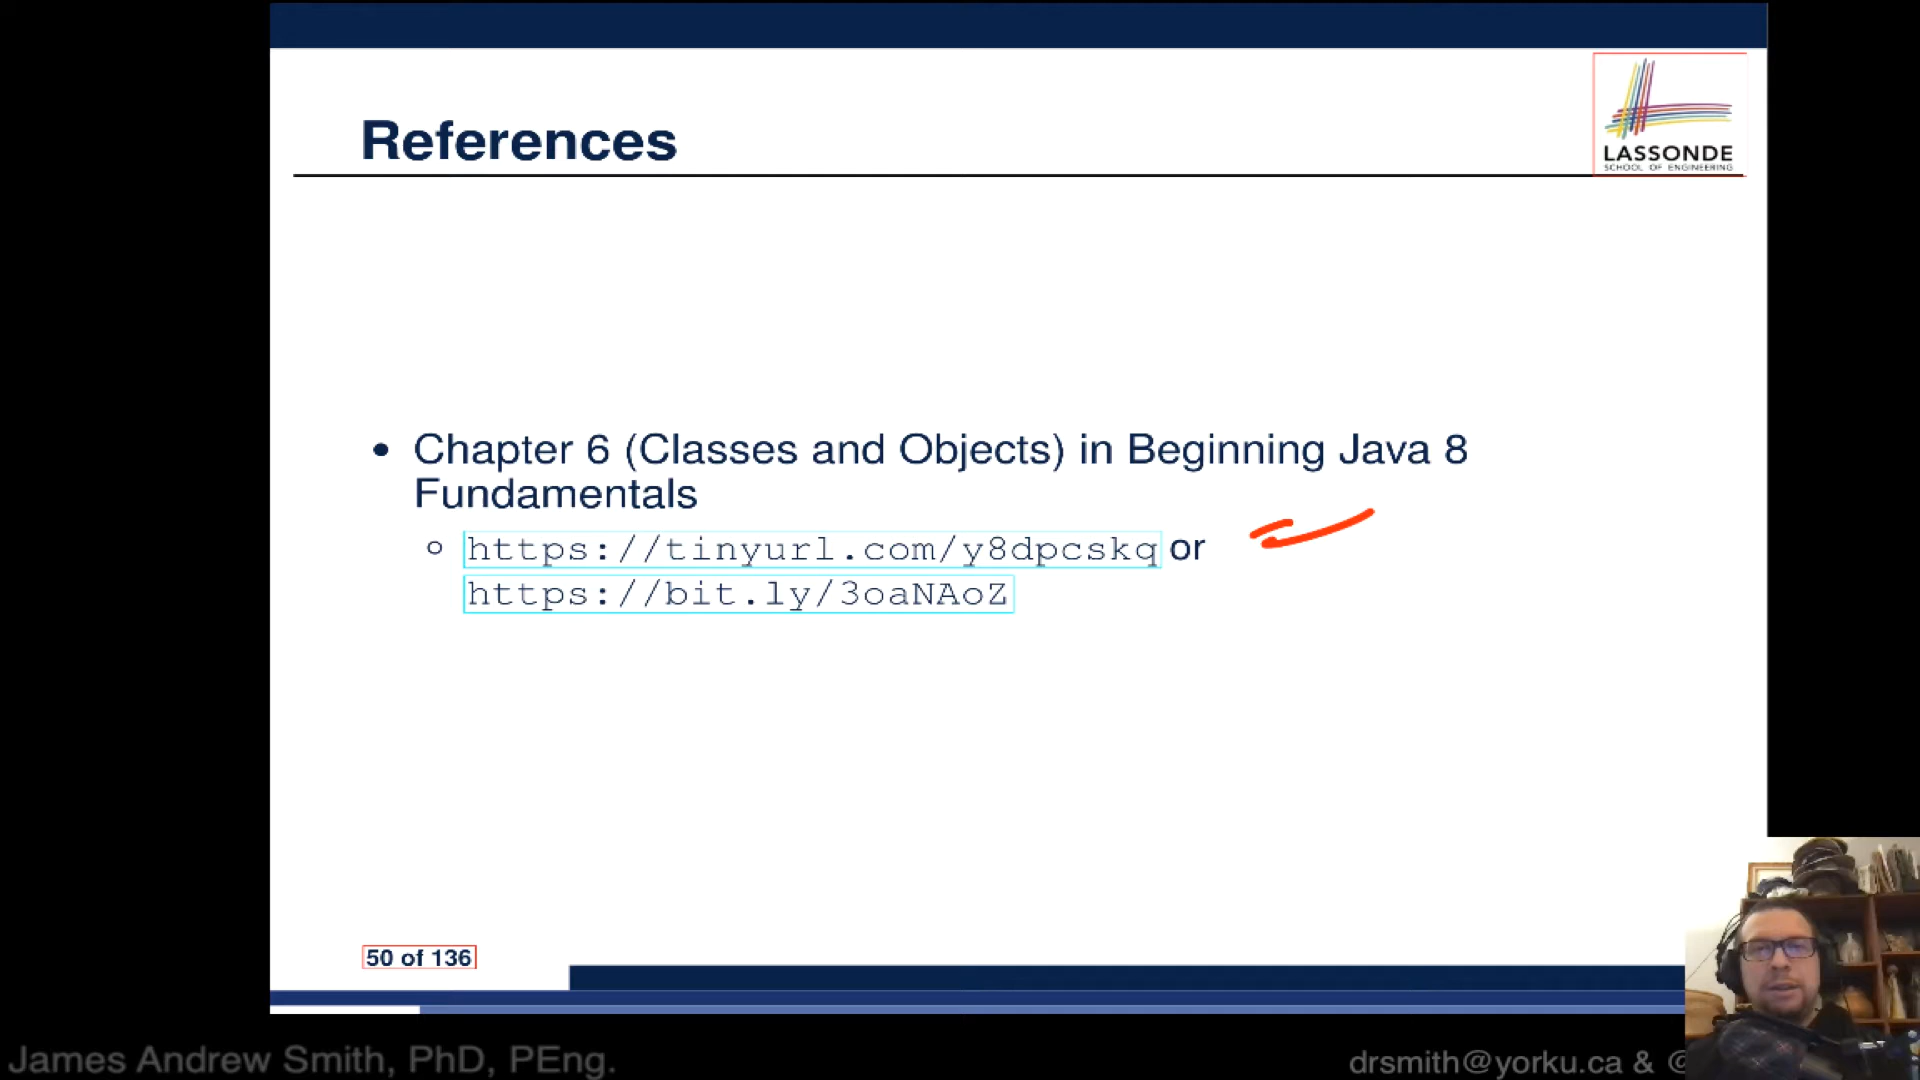 References
LASSONDE
SCHOOL OF ENGINEERING
• Chapter 6 (Classes and Objects) in Beginning Java 8
Fundamentals
○ https://tinyurl.com/y8dpcskq or
https://bit.ly/3oaNAoZ
50 of 136
James Andrew Smith, PhD, PEng.
drsmith@yorku.ca & @